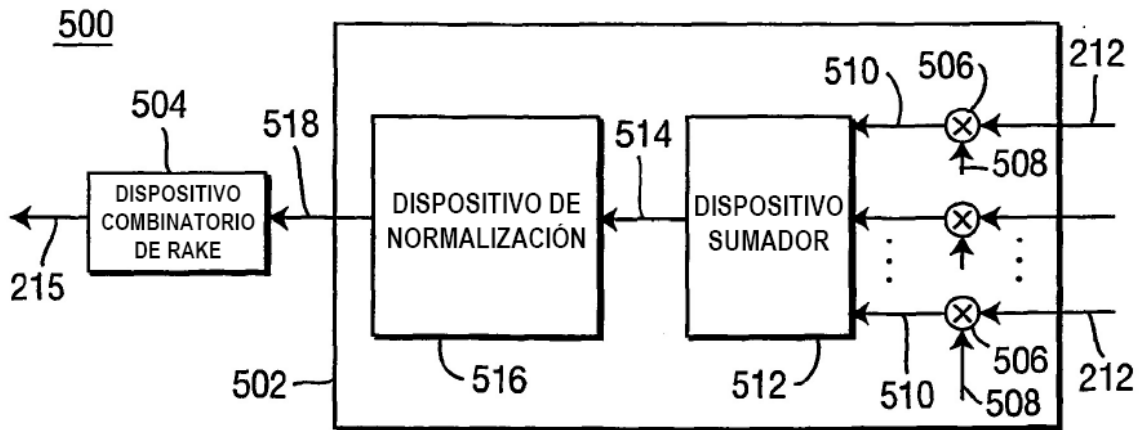 500
504
518
510
506
212
508
514
DISPOSITIVO
COMBINATORIO
DE RAKE
DISPOSITIVO DE
NORMALIZACIÓN
DISPOSITIVO
SUMADOR
215
502
516
512
510
506
508
212